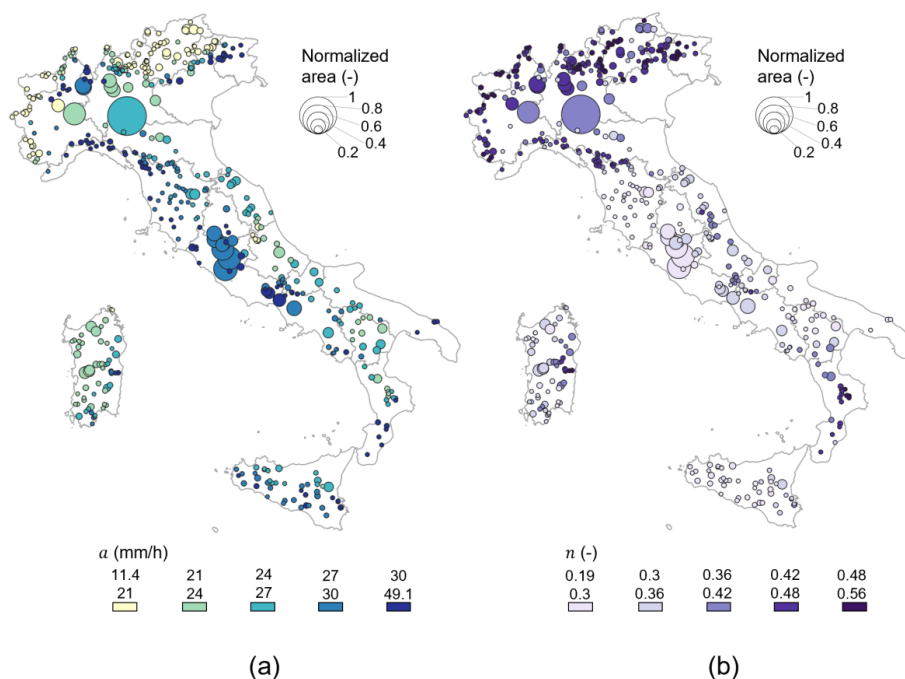 Normalized
area (-)
1
0.8
0.6
0.4
0.2
Normalized
area (-)
1
0.8
0.6
0.4
0.2
a (mm/h)
11.4 21 24 27 30
21 24 27 30 49.1
n (-)
0.19 0.3 0.36 0.42 0.48
0.3 0.36 0.42 0.48 0.56
(a)
(b)